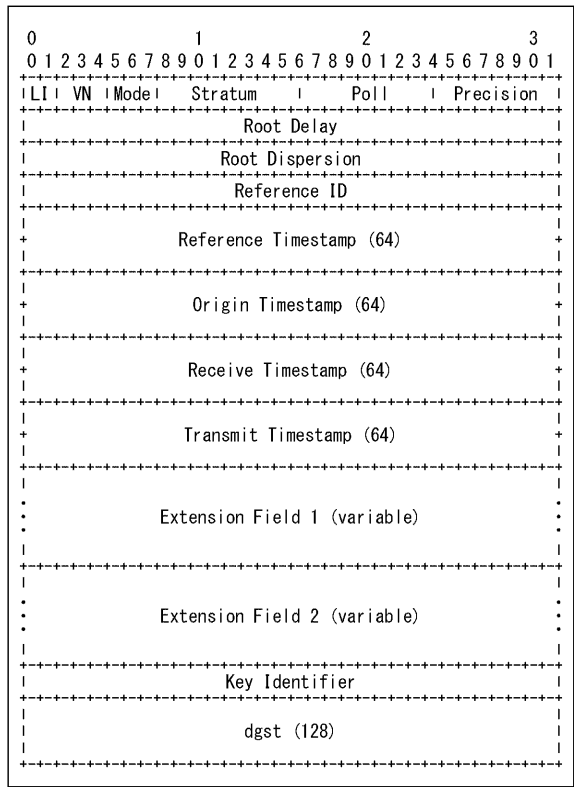 0 1 2 3
0 1 2 3 4 5 6 7 8 9 0 1 2 3 4 5 6 7 8 9 0 1 2 3 4 5 6 7 8 9 0 1
+-+-+-+-+-+-+-+-+-+-+-+-+-+-+-+-+-+-+-+-+-+-+-+-+-+-+-+-+-+-+-+-+
|LI| VN |Mode| Stratum | Poll | Precision |
+-+-+-+-+-+-+-+-+-+-+-+-+-+-+-+-+-+-+-+-+-+-+-+-+-+-+-+-+-+-+-+-+
| Root Delay |
+-+-+-+-+-+-+-+-+-+-+-+-+-+-+-+-+-+-+-+-+-+-+-+-+-+-+-+-+-+-+-+-+
| Root Dispersion |
+-+-+-+-+-+-+-+-+-+-+-+-+-+-+-+-+-+-+-+-+-+-+-+-+-+-+-+-+-+-+-+-+
| Reference ID |
+-+-+-+-+-+-+-+-+-+-+-+-+-+-+-+-+-+-+-+-+-+-+-+-+-+-+-+-+-+-+-+-+
| |
+ Reference Timestamp (64) +
| |
+-+-+-+-+-+-+-+-+-+-+-+-+-+-+-+-+-+-+-+-+-+-+-+-+-+-+-+-+-+-+-+-+
| |
+ Origin Timestamp (64) +
| |
+-+-+-+-+-+-+-+-+-+-+-+-+-+-+-+-+-+-+-+-+-+-+-+-+-+-+-+-+-+-+-+-+
| |
+ Receive Timestamp (64) +
| |
+-+-+-+-+-+-+-+-+-+-+-+-+-+-+-+-+-+-+-+-+-+-+-+-+-+-+-+-+-+-+-+-+
| |
+ Transmit Timestamp (64) +
| |
+-+-+-+-+-+-+-+-+-+-+-+-+-+-+-+-+-+-+-+-+-+-+-+-+-+-+-+-+-+-+-+-+
| |
. .
: Extension Field 1 (variable) :
. .
| |
+-+-+-+-+-+-+-+-+-+-+-+-+-+-+-+-+-+-+-+-+-+-+-+-+-+-+-+-+-+-+-+-+
| |
. .
: Extension Field 2 (variable) :
. .
| |
+-+-+-+-+-+-+-+-+-+-+-+-+-+-+-+-+-+-+-+-+-+-+-+-+-+-+-+-+-+-+-+-+
| Key Identifier |
+-+-+-+-+-+-+-+-+-+-+-+-+-+-+-+-+-+-+-+-+-+-+-+-+-+-+-+-+-+-+-+-+
| |
| dgst (128) |
| |
+-+-+-+-+-+-+-+-+-+-+-+-+-+-+-+-+-+-+-+-+-+-+-+-+-+-+-+-+-+-+-+-+